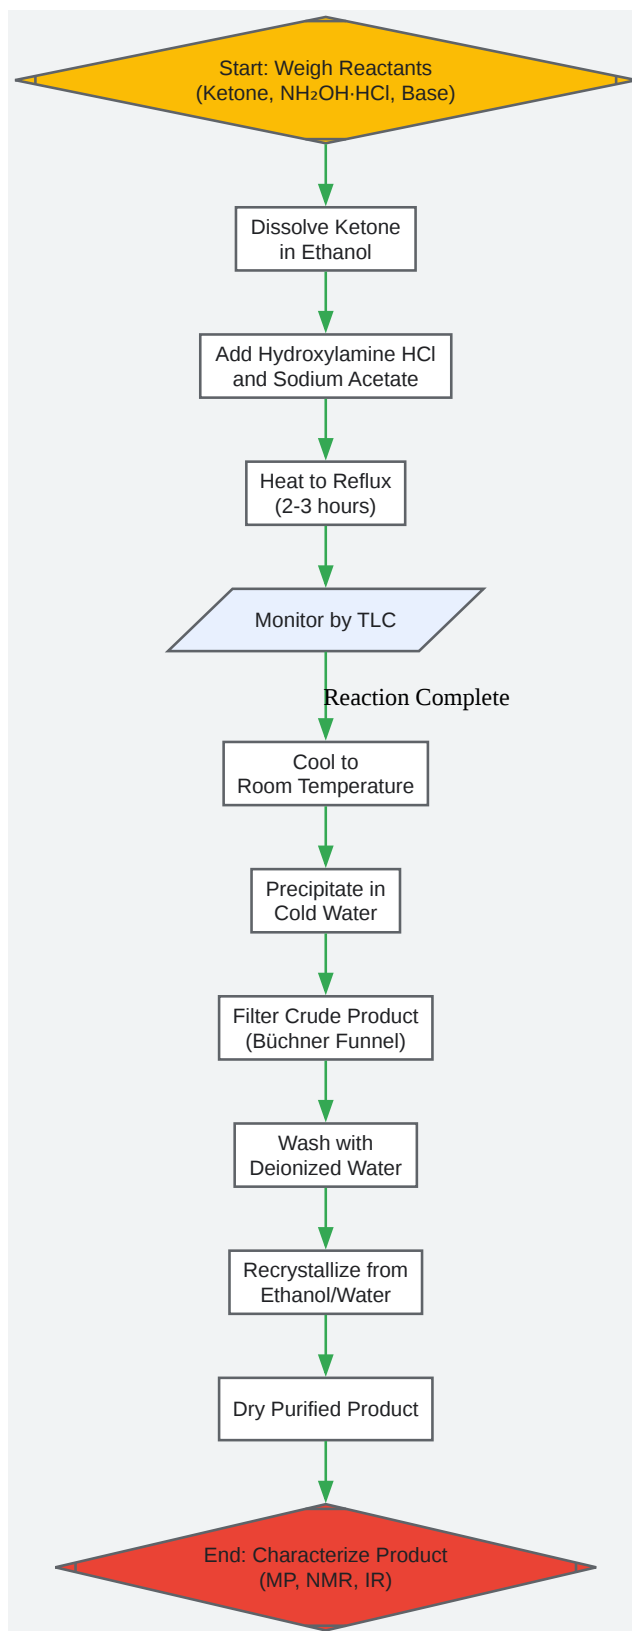 Start: Weigh Reactants
(Ketone, NH₂OH·HCl, Base)
Dissolve Ketone
in Ethanol
Add Hydroxylamine HCl
and Sodium Acetate
Heat to Reflux
(2-3 hours)
Monitor by TLC
Reaction Complete
Cool to
Room Temperature
Precipitate in
Cold Water
Filter Crude Product
(Büchner Funnel)
Wash with
Deionized Water
Recrystallize from
Ethanol/Water
Dry Purified Product
End: Characterize Product
(MP, NMR, IR)